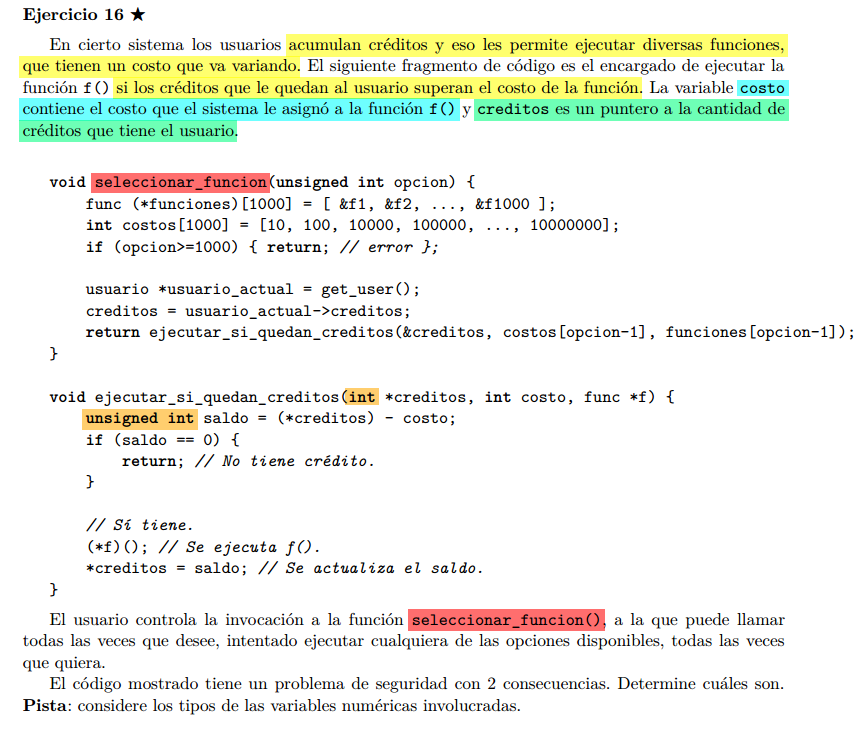 Ejercicio 16 ★
En cierto sistema los usuarios acumulan créditos y eso les permite ejecutar diversas funciones,
que tienen un costo que va variando. El siguiente fragmento de código es el encargado de ejecutar la
función f() si los créditos que le quedan al usuario superan el costo de la función. La variable costo
contiene el costo que el sistema le asignó a la función f() y creditos es un puntero a la cantidad de
créditos que tiene el usuario.
void seleccionar_funcion(unsigned int opcion) {
func (*funciones)[1000] = [ &f1, &f2, ..., &f1000 ];
int costos[1000] = [10, 100, 10000, 100000, ..., 10000000];
if (opcion>=1000) { return; // error };
usuario *usuario_actual = get_user();
creditos = usuario_actual->creditos;
return ejecutar_si_quedan_creditos(&creditos, costos[opcion-1], funciones[opcion-1]);
}
void ejecutar_si_quedan_creditos(int *creditos, int costo, func *f) {
unsigned int saldo = (*creditos) - costo;
if (saldo == 0) {
return; // No tiene crédito.
}
// Sí tiene.
(*f)(); // Se ejecuta f().
*creditos = saldo; // Se actualiza el saldo.
}
El usuario controla la invocación a la función seleccionar_funcion(), a la que puede llamar
todas las veces que desee, intentado ejecutar cualquiera de las opciones disponibles, todas las veces
que quiera.
El código mostrado tiene un problema de seguridad con 2 consecuencias. Determine cuáles son.
Pista: considere los tipos de las variables numéricas involucradas.